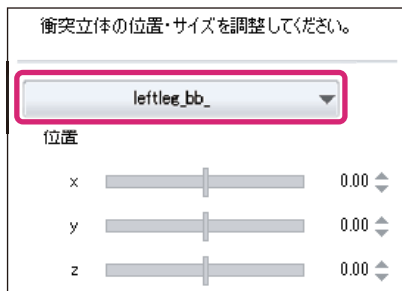 衝突立体の位置・サイズを調整してください。
leftleg_bb_
位置
x 0.00
y 0.00
z 0.00